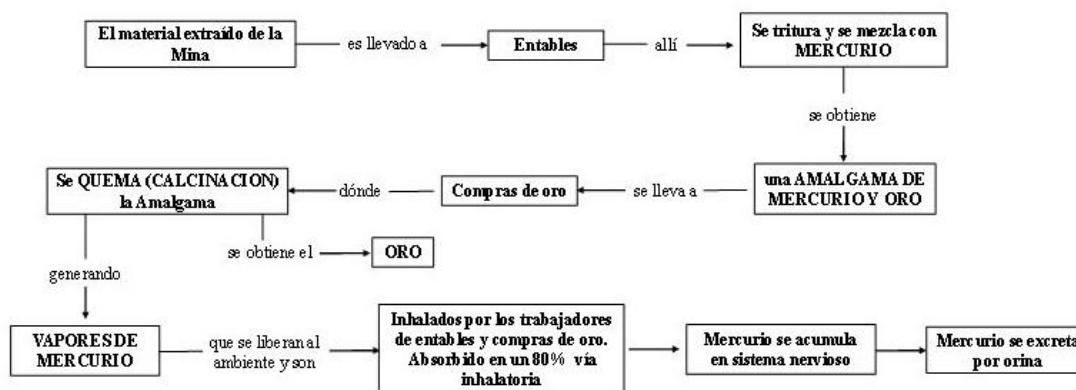 El material extraído de la
Mina
es llevado a
Entables
allí
Se tritura y se mezcla con
MERCURIO
se obtiene
una AMALGAMA DE
MERCURIO Y ORO
se lleva a
Compras de oro
dónde
Se QUEMA (CALCINACION)
la Amalgama
se obtiene el
ORO
generando
VAPORES DE
MERCURIO
que se liberan al
ambiente y son
Inhalados por los trabajadores
de entables y compras de oro.
Absorbido en un 80% vía
inhalatoria
Mercurio se acumula
en sistema nervioso
Mercurio se excreta
por orina